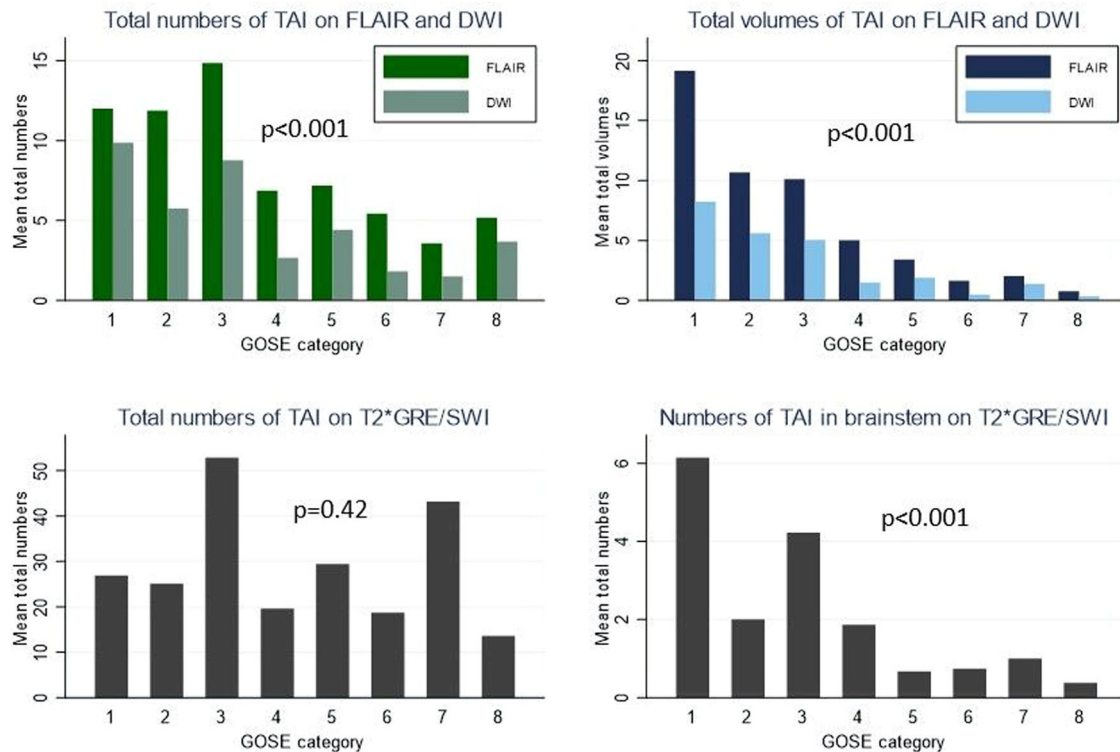 Total numbers of TAI on FLAIR and DWI
Mean total numbers
15
10
5
0
FLAIR
DWI
p<0.001
1 2 3 4 5 6 7 8
GOSE category
Total volumes of TAI on FLAIR and DWI
Mean total volumes
20
15
10
5
0
FLAIR
DWI
p<0.001
1 2 3 4 5 6 7 8
GOSE category
Total numbers of TAI on T2*GRE/SWI
Mean total numbers
50
40
30
20
10
0
p=0.42
1 2 3 4 5 6 7 8
GOSE category
Numbers of TAI in brainstem on T2*GRE/SWI
Mean total numbers
6
4
2
0
p<0.001
1 2 3 4 5 6 7 8
GOSE category